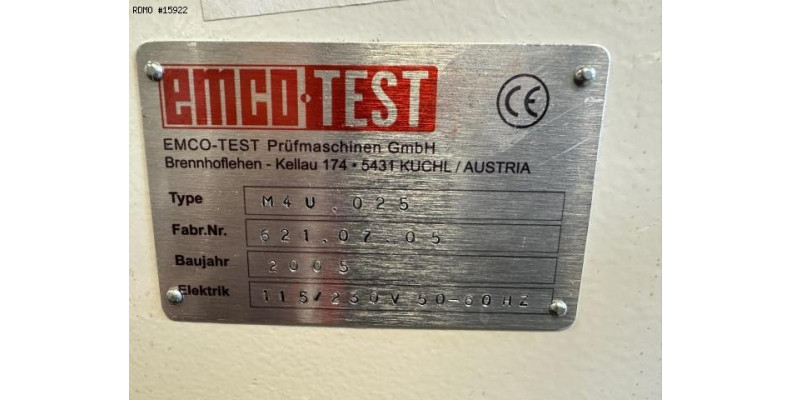 RDMO #15922
emco·TEST
CE
EMCO-TEST Prüfmaschinen GmbH
Brennhoflehen - Kellau 174 • 5431 KUCHL / AUSTRIA
Type M4U.025
Fabr.Nr. 621.07.05
Baujahr 2005
Elektrik 115/230V 50-60HZ